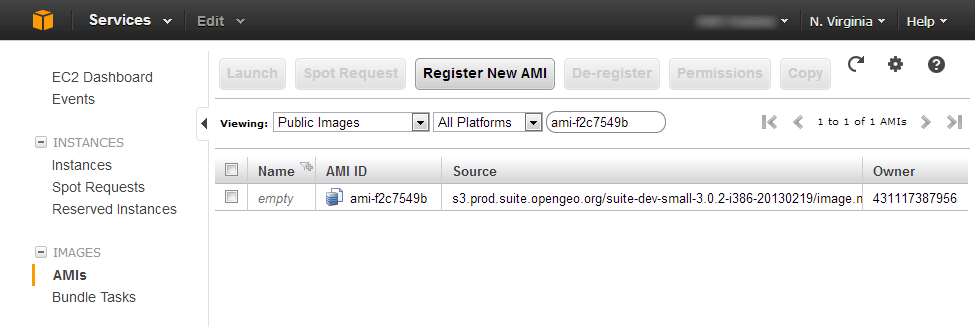 Services Edit N. Virginia Help
Launch Spot Request Register New AMI De-register Permissions Copy
EC2 Dashboard
Events
Viewing: Public Images All Platforms ami-f2c7549b 1 to 1 of 1 AMIs
INSTANCES
Instances
Spot Requests
Reserved Instances
IMAGES
AMIs
Bundle Tasks
Name AMI ID Source Owner
empty ami-f2c7549b s3.prod.suite.opengeo.org/suite-dev-small-3.0.2-i386-20130219/image.n 431117387956